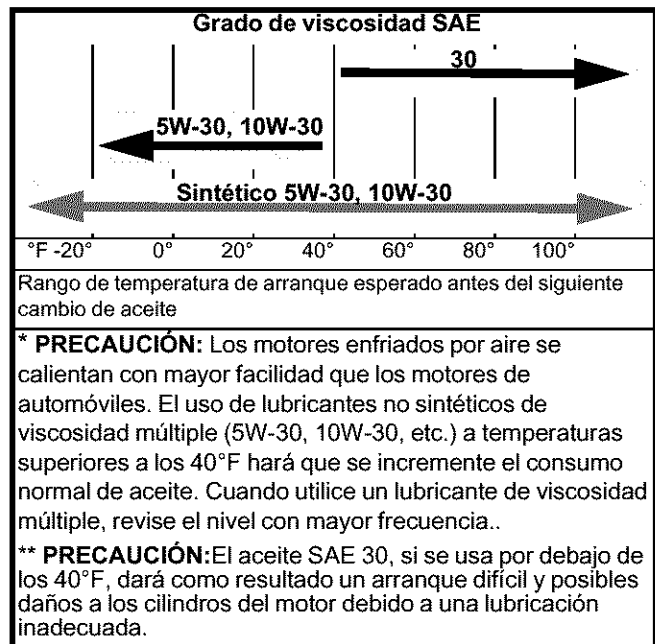 Grado de viscosidad SAE
30
5W-30, 10W-30
Sintético 5W-30, 10W-30
°F -20° 0° 20° 40° 60° 80° 100°
Rango de temperatura de arranque esperado antes del siguiente
cambio de aceite
* PRECAUCIÓN: Los motores enfriados por aire se
calientan con mayor facilidad que los motores de
automóviles. El uso de lubricantes no sintéticos de
viscosidad múltiple (5W-30, 10W-30, etc.) a temperaturas
superiores a los 40°F hará que se incremente el consumo
normal de aceite. Cuando utilice un lubricante de viscosidad
múltiple, revise el nivel con mayor frecuencia..
** PRECAUCIÓN:El aceite SAE 30, si se usa por debajo de
los 40°F, dará como resultado un arranque difícil y posibles
daños a los cilindros del motor debido a una lubricación
inadecuada.